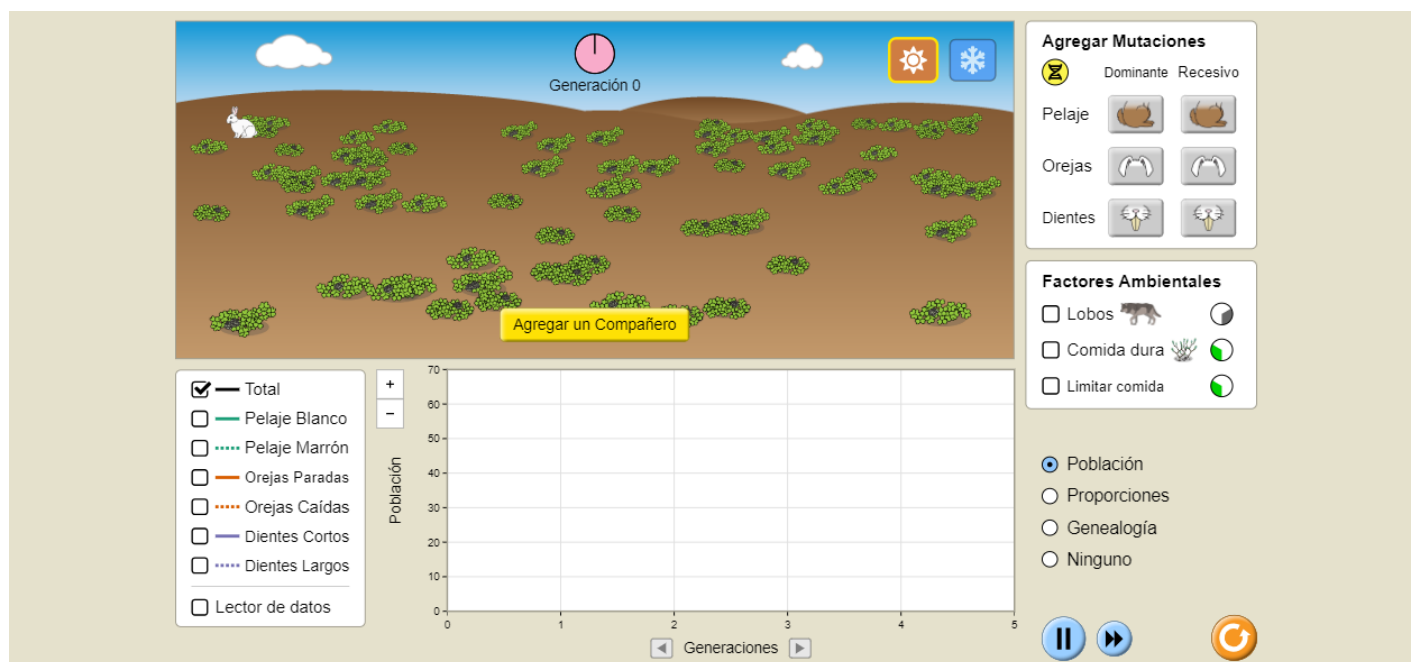 Generación 0
Agregar un Compañero
Agregar Mutaciones
Dominante Recesivo
Pelaje
Orejas
Dientes
Factores Ambientales
Lobos
Comida dura
Limitar comida
Total
Pelaje Blanco
Pelaje Marrón
Orejas Paradas
Orejas Caídas
Dientes Cortos
Dientes Largos
Lector de datos
+
−
Población
70
60
50
40
30
20
10
0
0 1 2 3 4 5
Generaciones
Población
Proporciones
Genealogía
Ninguno